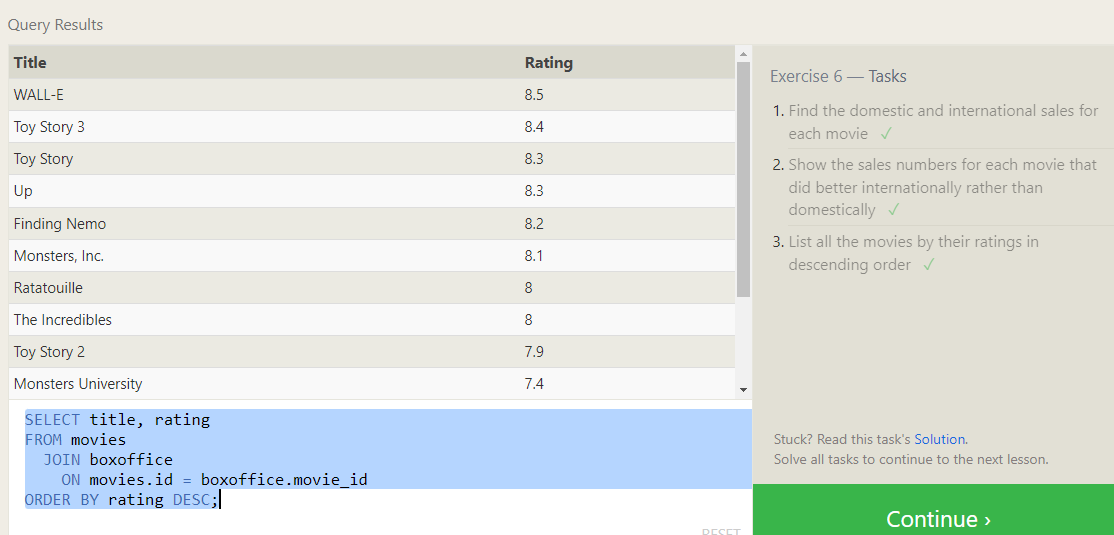 Query Results
Title Rating
WALL-E 8.5
Toy Story 3 8.4
Toy Story 8.3
Up 8.3
Finding Nemo 8.2
Monsters, Inc. 8.1
Ratatouille 8
The Incredibles 8
Toy Story 2 7.9
Monsters University 7.4
SELECT title, rating
FROM movies
JOIN boxoffice
ON movies.id = boxoffice.movie_id
ORDER BY rating DESC;
RESET
Exercise 6 — Tasks
1. Find the domestic and international sales for
each movie ✓
2. Show the sales numbers for each movie that
did better internationally rather than
domestically ✓
3. List all the movies by their ratings in
descending order ✓
Stuck? Read this task's Solution.
Solve all tasks to continue to the next lesson.
Continue ›